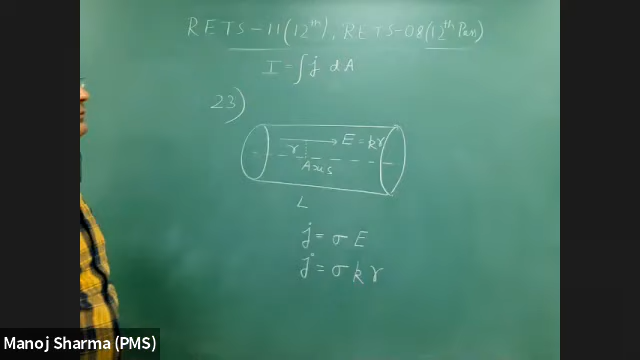 RETS-11(12th), RETS-08(12th Pass)
I = ∫ j dA
23)
E = kr
r
Axis
L
j = σ E
j = σ k r
Manoj Sharma (PMS)